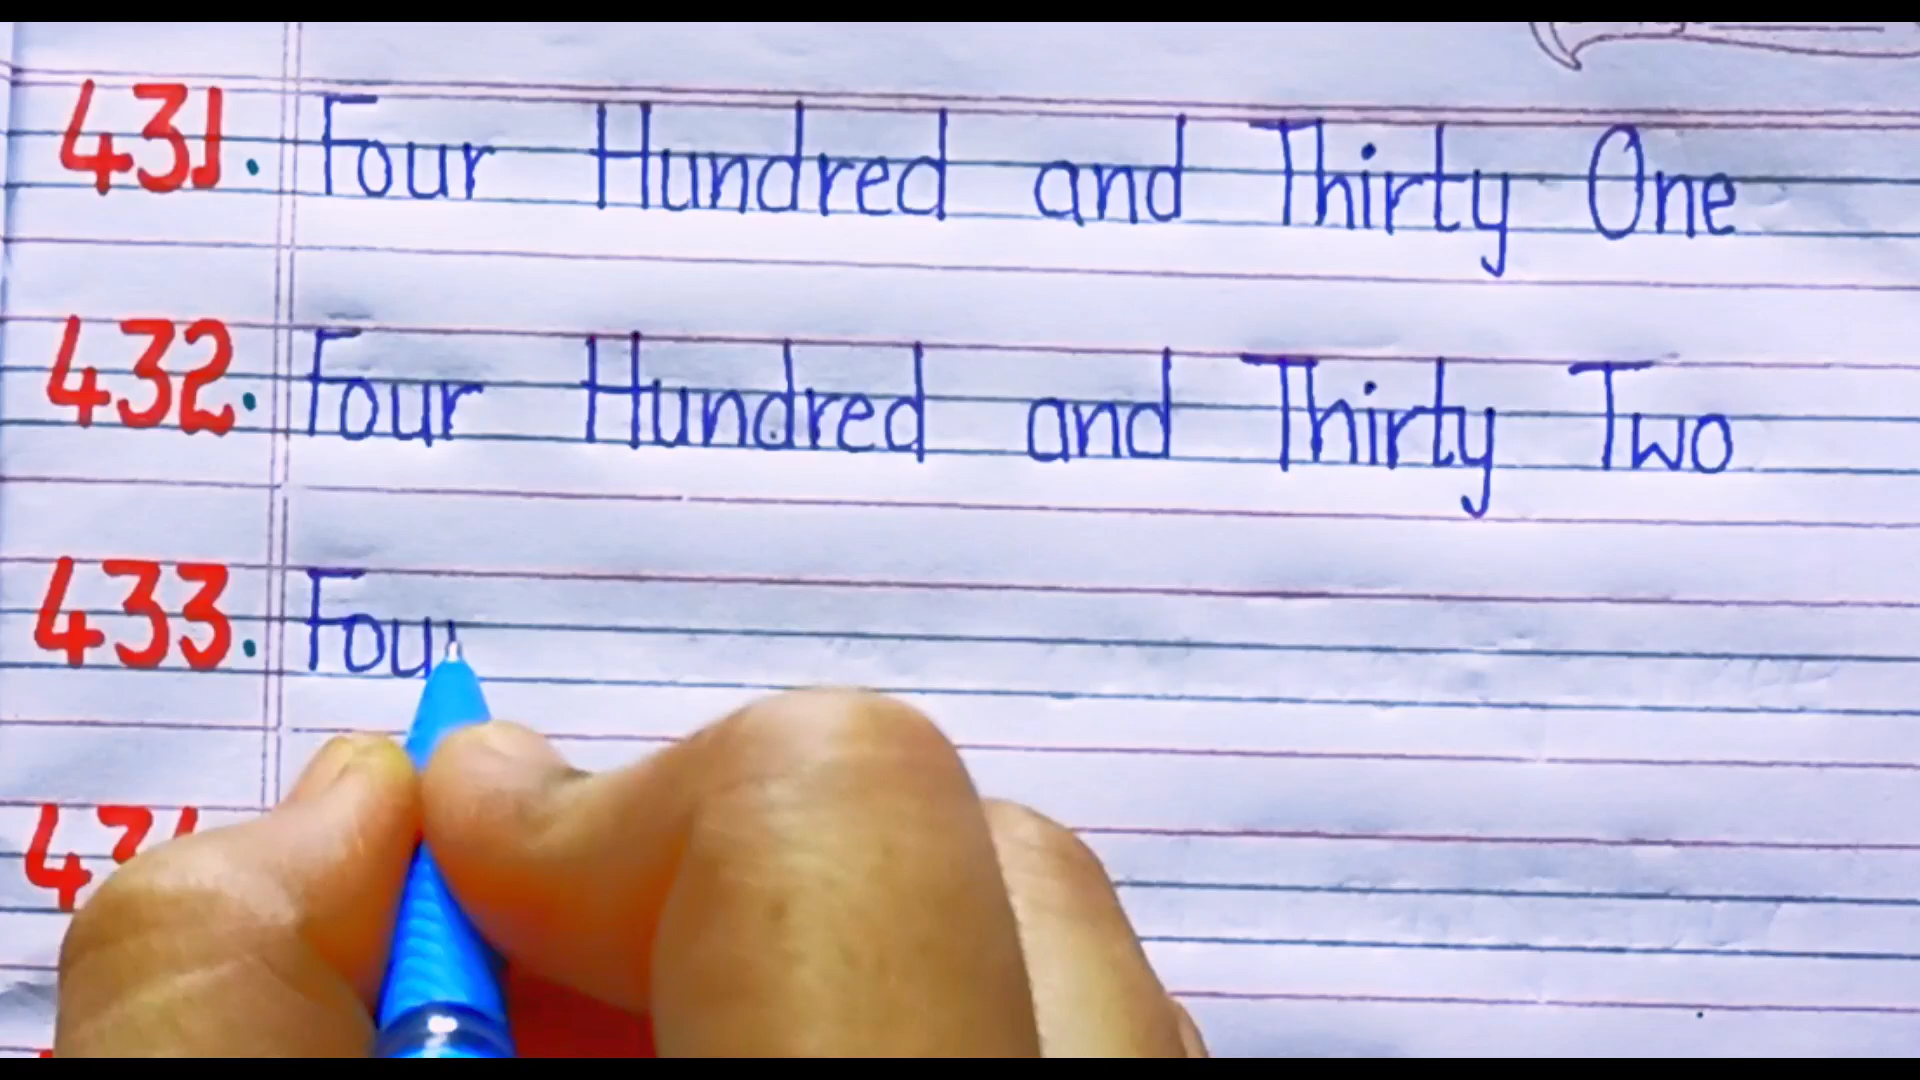 431. Four Hundred and Thirty One
432. Four Hundred and Thirty Two
433. Fou